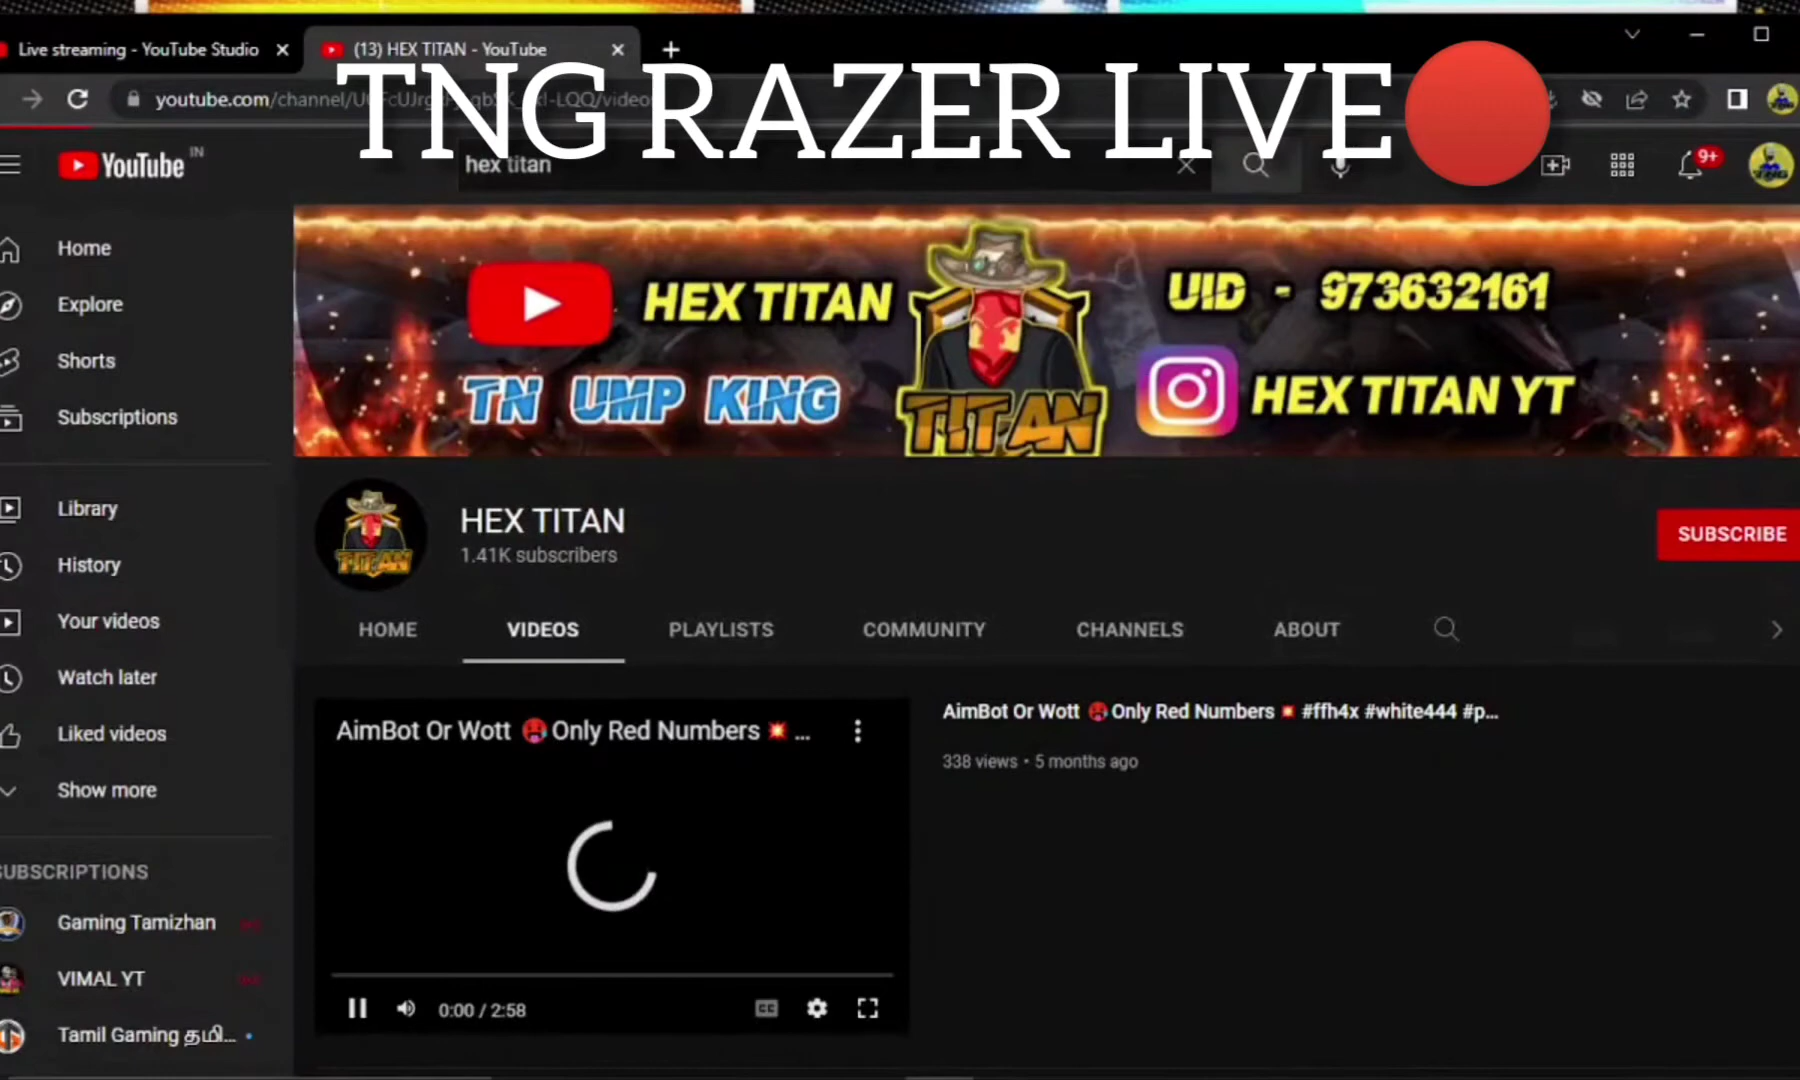 Live streaming - YouTube Studio
(13) HEX TITAN - YouTube
TNG RAZER LIVE
youtube.com/channel/
YouTube IN
hex titan
9+
Home
Explore
Shorts
Subscriptions
Library
History
Your videos
Watch later
Liked videos
Show more
SUBSCRIPTIONS
Gaming Tamizhan
VIMAL YT
Tamil Gaming தமி...
HEX TITAN
UID - 973632161
TN UMP KING
TITAN
HEX TITAN YT
TITAN
HEX TITAN
1.41K subscribers
SUBSCRIBE
HOME
VIDEOS
PLAYLISTS
COMMUNITY
CHANNELS
ABOUT
AimBot Or Wott 🥵Only Red Numbers 💥 ...
0:00 / 2:58
CC
AimBot Or Wott 🥵Only Red Numbers 💥 #ffh4x #white444 #p...
338 views • 5 months ago